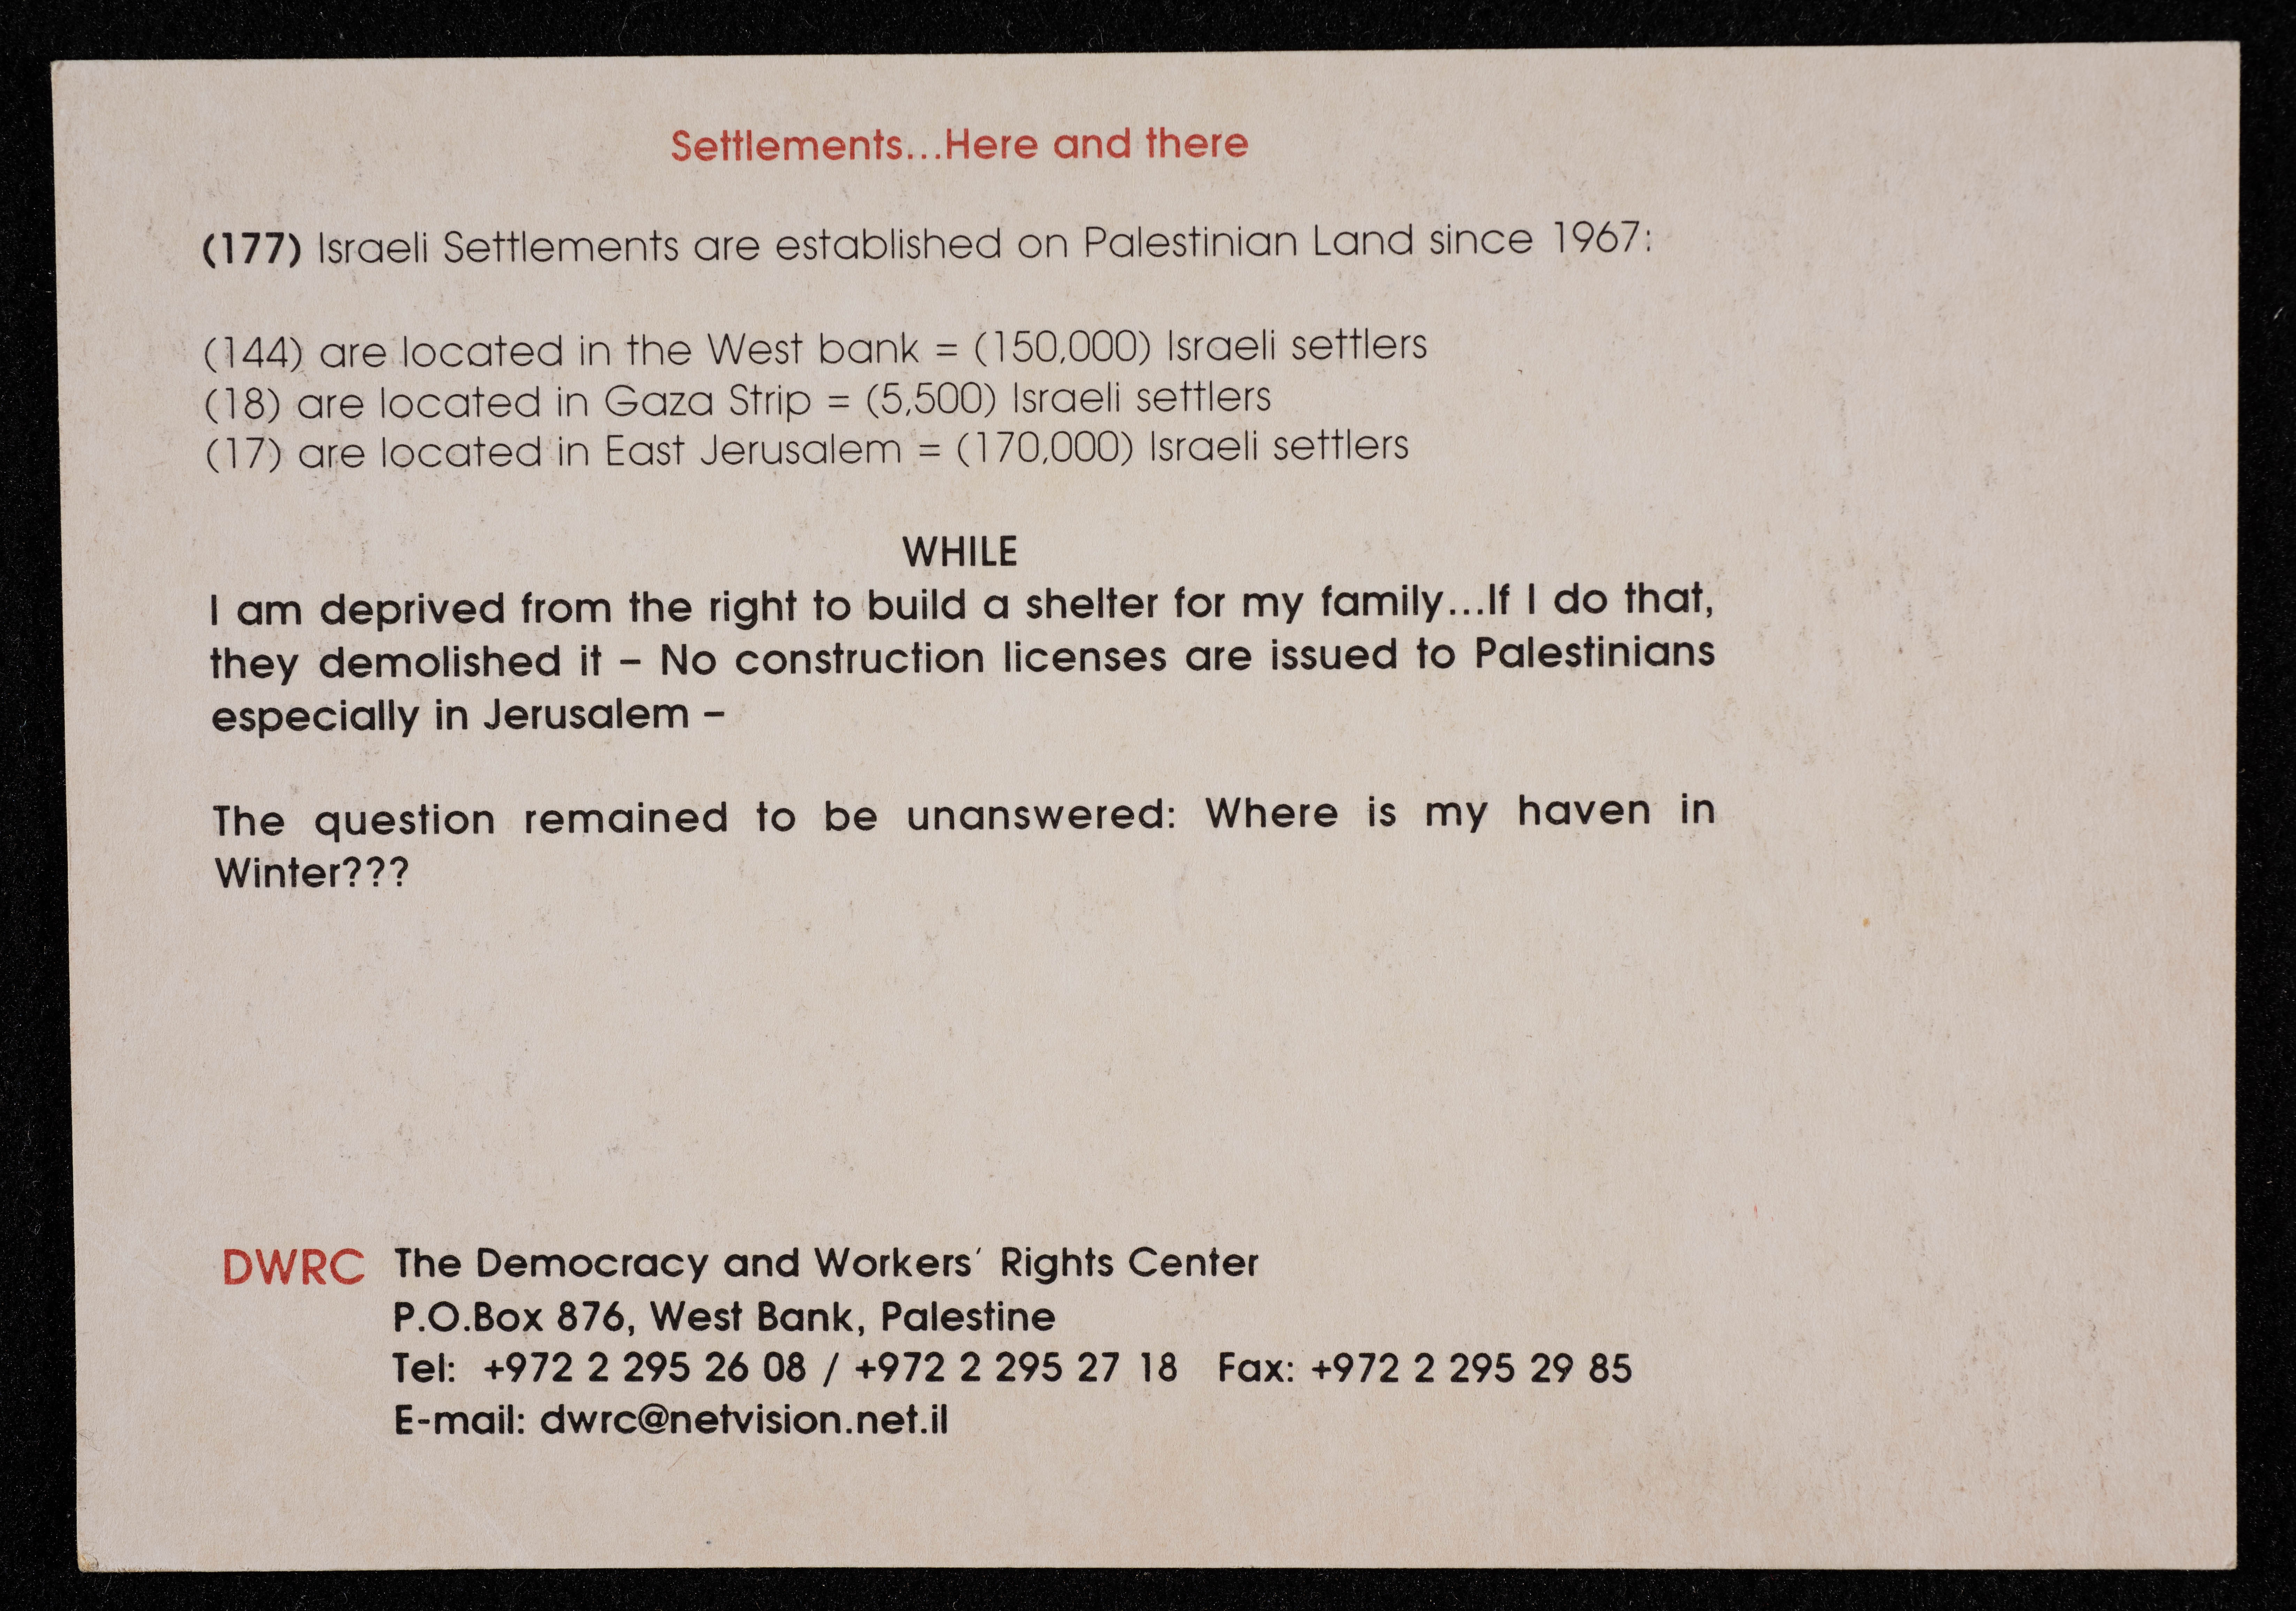 Settlements...Here and there
(177) Israeli Settlements are established on Palestinian Land since 1967:
(144) are located in the West bank = (150,000) Israeli settlers
(18) are located in Gaza Strip = (5,500) Israeli settlers
(17) are located in East Jerusalem = (170,000) Israeli settlers
WHILE
I am deprived from the right to build a shelter for my family...If I do that,
they demolished it – No construction licenses are issued to Palestinians
especially in Jerusalem –
The question remained to be unanswered: Where is my haven in
Winter???
DWRC The Democracy and Workers' Rights Center
P.O.Box 876, West Bank, Palestine
Tel: +972 2 295 26 08 / +972 2 295 27 18 Fax: +972 2 295 29 85
E-mail: dwrc@netvision.net.il